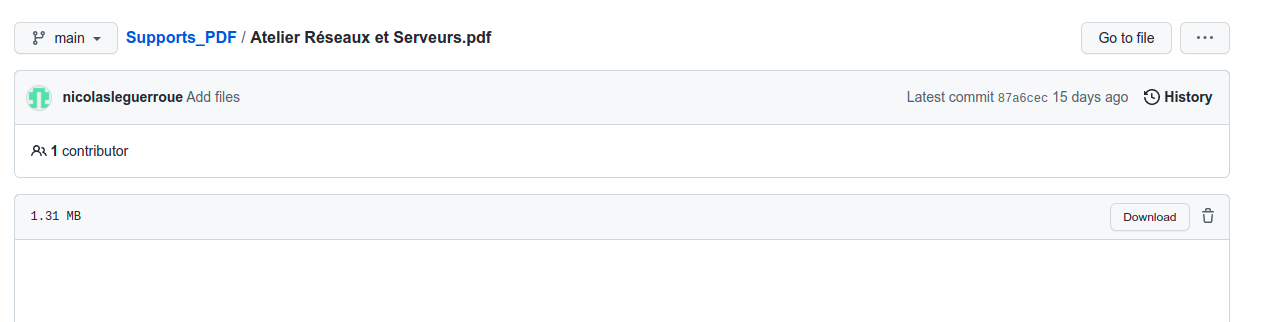 main Supports_PDF / Atelier Réseaux et Serveurs.pdf Go to file ...
nicolasleguerroue Add files Latest commit 87a6cec 15 days ago History
1 contributor
1.31 MB Download